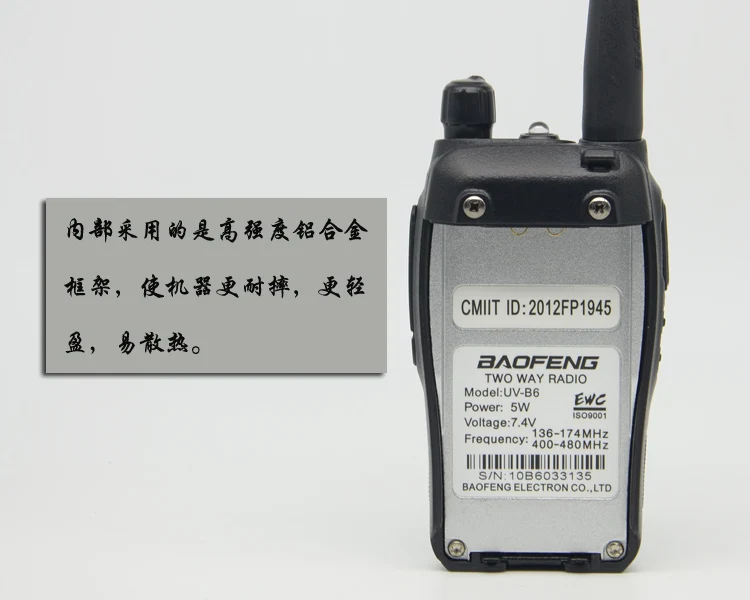 BAOFENG
内部采用的是高强度铝合金
框架，使机器更耐摔，更轻
盈，易散热。
CMIIT ID:2012FP1945
BAOFENG
TWO WAY RADIO
Model:UV-B6
Power: 5W
Voltage:7.4V
Frequency: 136-174MHz
400-480MHz
EWC
ISO9001
S/N:10B6033135
BAOFENG ELECTRON CO.,LTD